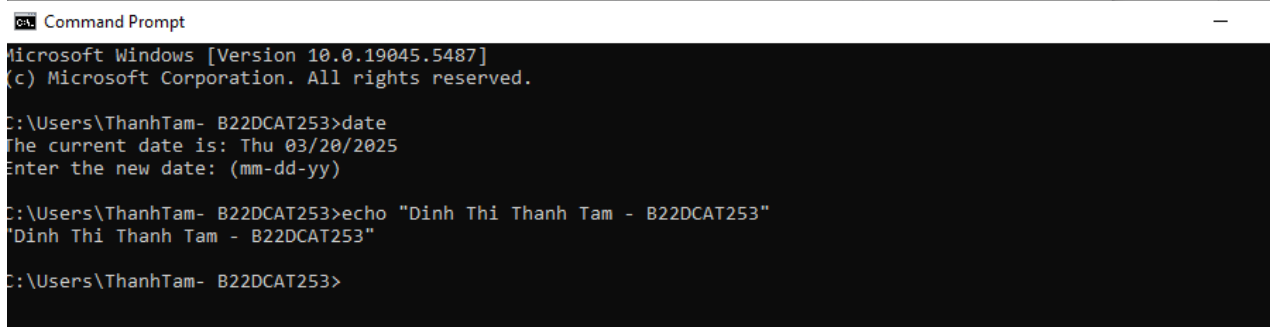 Command Prompt
Microsoft Windows [Version 10.0.19045.5487]
(c) Microsoft Corporation. All rights reserved.
C:\Users\ThanhTam- B22DCAT253>date
The current date is: Thu 03/20/2025
Enter the new date: (mm-dd-yy)
C:\Users\ThanhTam- B22DCAT253>echo "Dinh Thi Thanh Tam - B22DCAT253"
"Dinh Thi Thanh Tam - B22DCAT253"
C:\Users\ThanhTam- B22DCAT253>